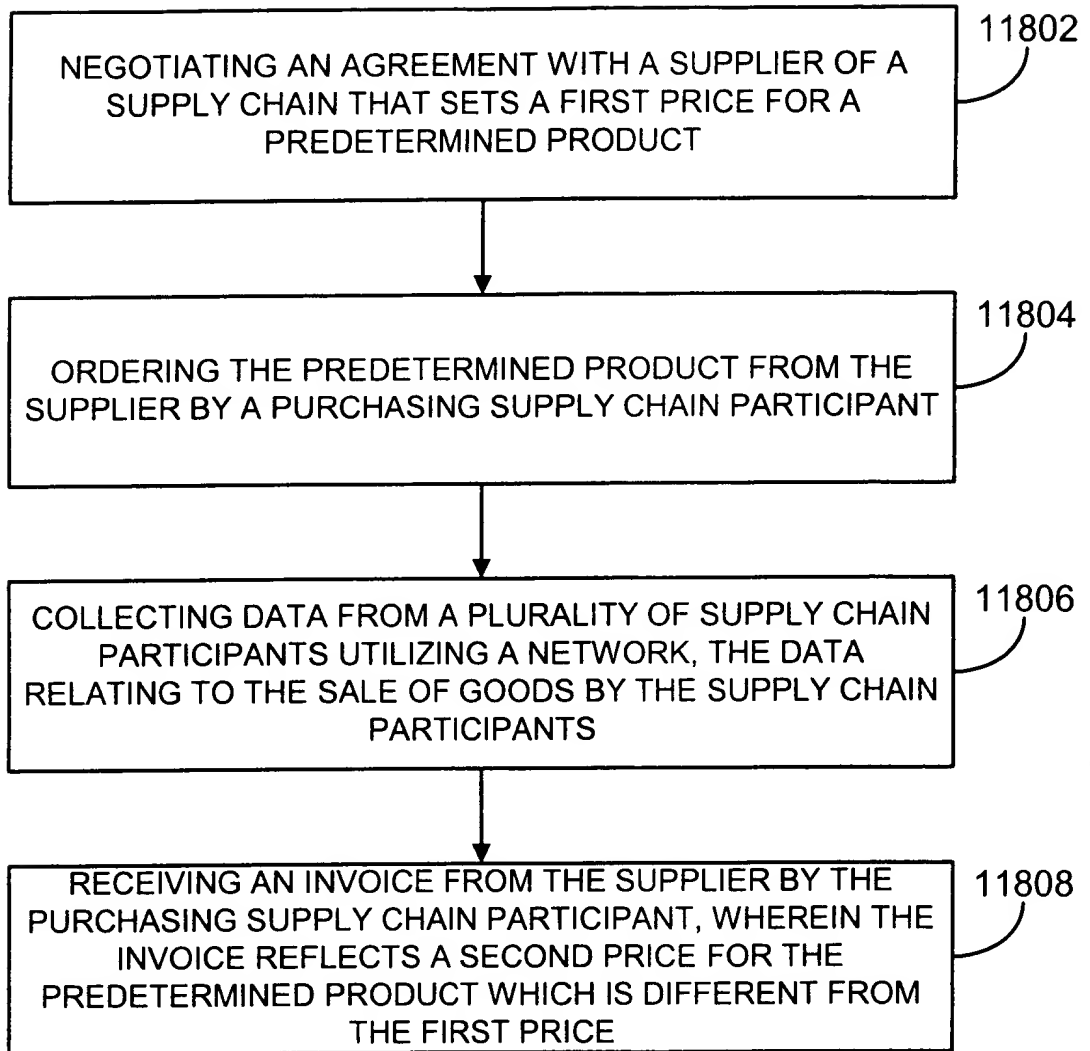 11802
NEGOTIATING AN AGREEMENT WITH A SUPPLIER OF A
SUPPLY CHAIN THAT SETS A FIRST PRICE FOR A
PREDETERMINED PRODUCT
11804
ORDERING THE PREDETERMINED PRODUCT FROM THE
SUPPLIER BY A PURCHASING SUPPLY CHAIN PARTICIPANT
11806
COLLECTING DATA FROM A PLURALITY OF SUPPLY CHAIN
PARTICIPANTS UTILIZING A NETWORK, THE DATA
RELATING TO THE SALE OF GOODS BY THE SUPPLY CHAIN
PARTICIPANTS
11808
RECEIVING AN INVOICE FROM THE SUPPLIER BY THE
PURCHASING SUPPLY CHAIN PARTICIPANT, WHEREIN THE
INVOICE REFLECTS A SECOND PRICE FOR THE
PREDETERMINED PRODUCT WHICH IS DIFFERENT FROM
THE FIRST PRICE